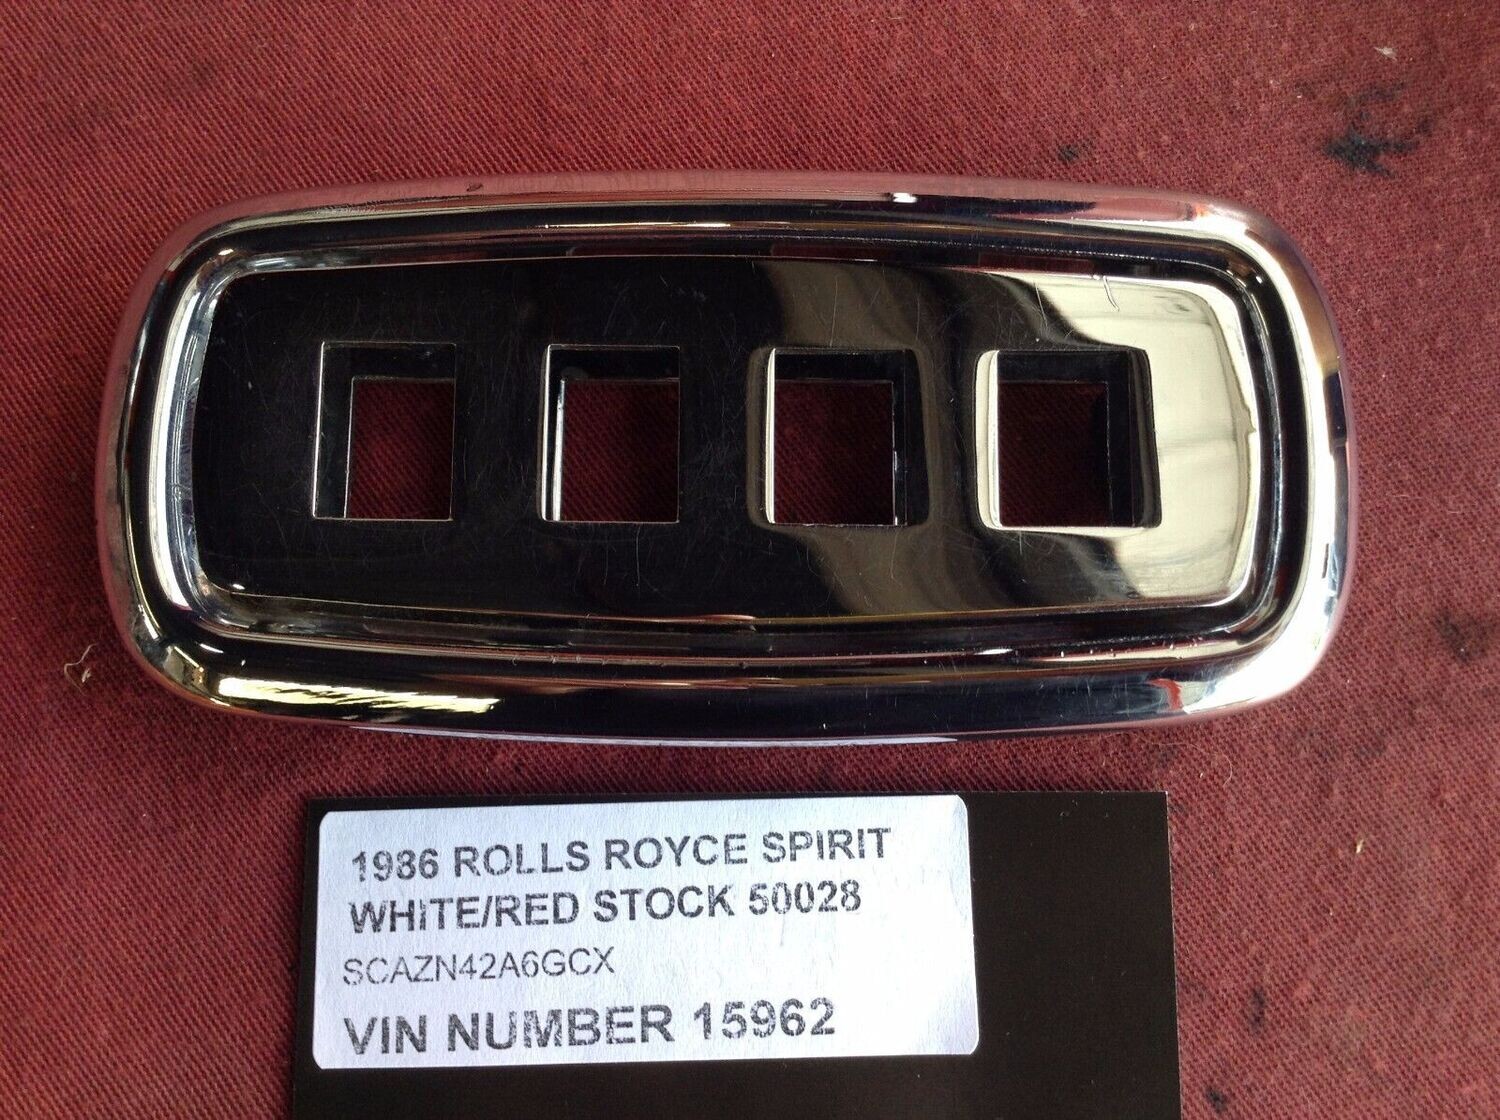 1986 ROLLS ROYCE SPIRIT
WHITE/RED STOCK 50028
SCAZN42A6GCX
VIN NUMBER 15962